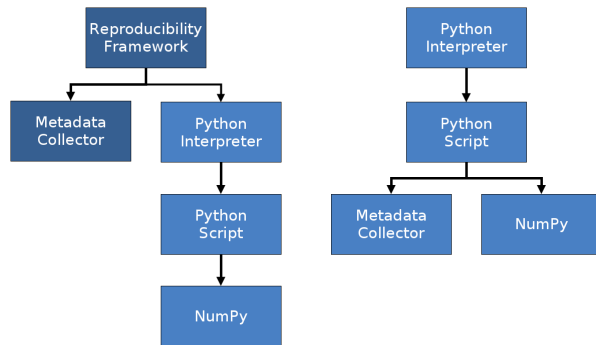 Reproducibility
Framework
Metadata
Collector
Python
Interpreter
Python
Script
NumPy
Python
Interpreter
Python
Script
Metadata
Collector
NumPy